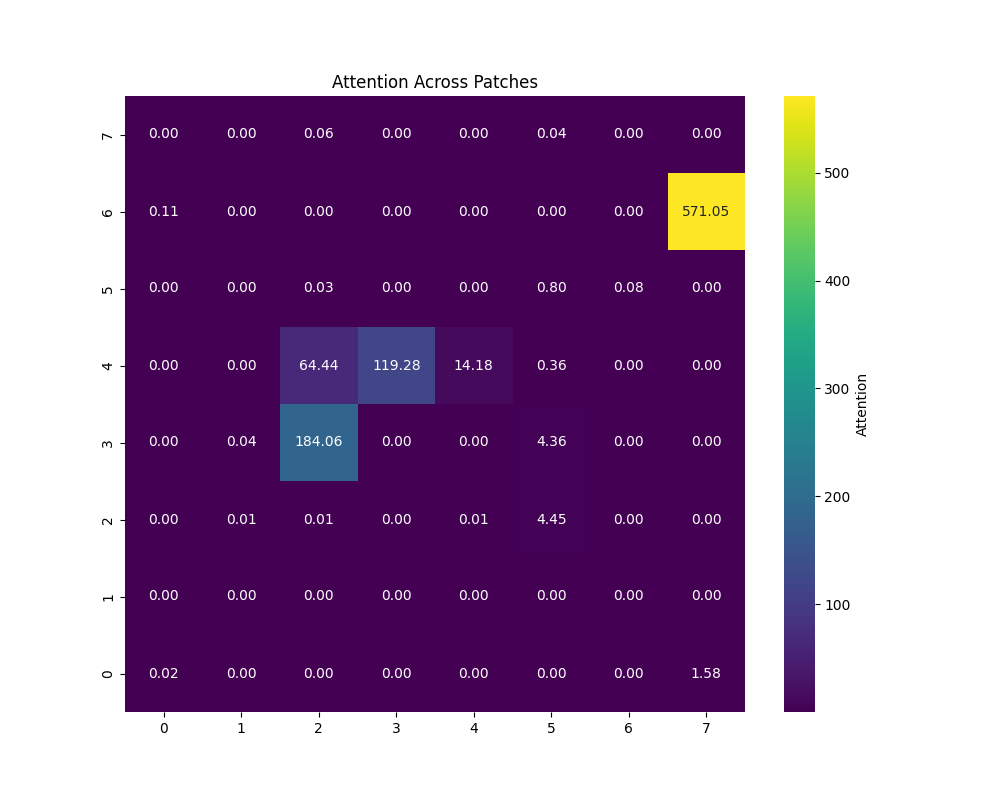 Attention Across Patches
7 0.00 0.00 0.06 0.00 0.00 0.04 0.00 0.00
6 0.11 0.00 0.00 0.00 0.00 0.00 0.00 571.05
5 0.00 0.00 0.03 0.00 0.00 0.80 0.08 0.00
4 0.00 0.00 64.44 119.28 14.18 0.36 0.00 0.00
3 0.00 0.04 184.06 0.00 0.00 4.36 0.00 0.00
2 0.00 0.01 0.01 0.00 0.01 4.45 0.00 0.00
1 0.00 0.00 0.00 0.00 0.00 0.00 0.00 0.00
0 0.02 0.00 0.00 0.00 0.00 0.00 0.00 1.58
0 1 2 3 4 5 6 7
500
400
300
200
100
Attention